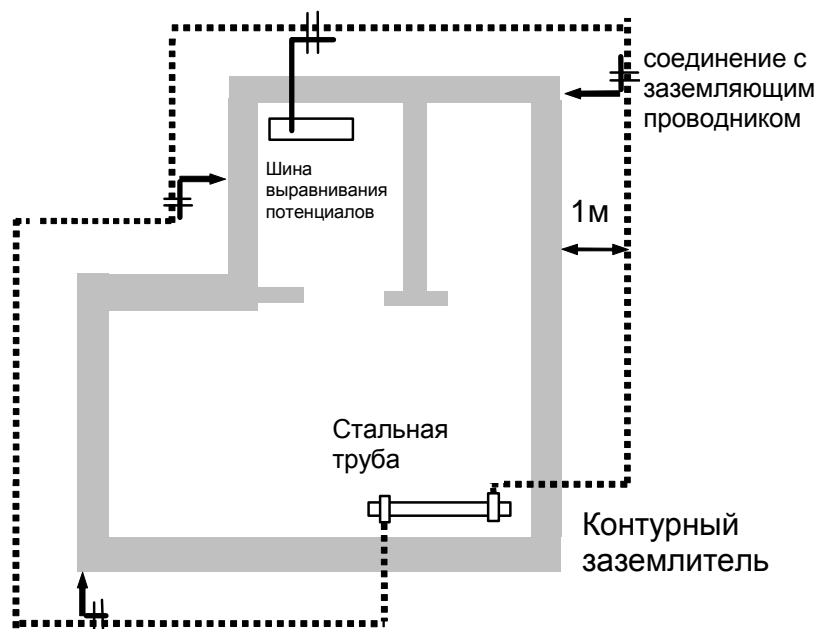 соединение с
заземляющим
проводником
Шина
выравнивания
потенциалов
1м
Стальная
труба
Контурный
заземлитель